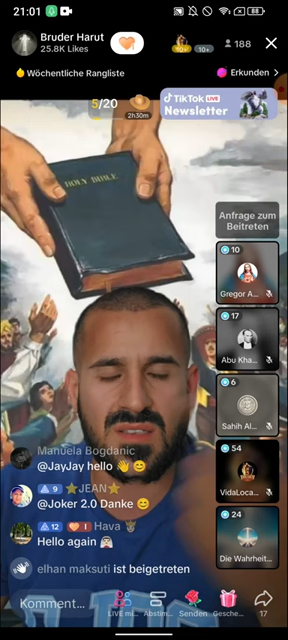 21:01
88
Bruder Harut
25.8K Likes
10+
10+
188
Wöchentliche Rangliste
Erkunden >
5/20
2h30m
TikTok LIVE
Newsletter
HOLY BIBLE
Anfrage zum
Beitreten
10
Gregor A...
17
Abu Kha...
6
Sahih Al...
54
VidaLoca...
24
Die Wahrheit...
Manuela Bogdanic
@JayJay hello 👋😊
9 ⭐JEAN⭐
@Joker 2.0 Danke 😊
12 I Hava
Hello again
elhan maksuti ist beigetreten
Komment...
LIVE mi...
Abstim...
Senden
Gesche...
17